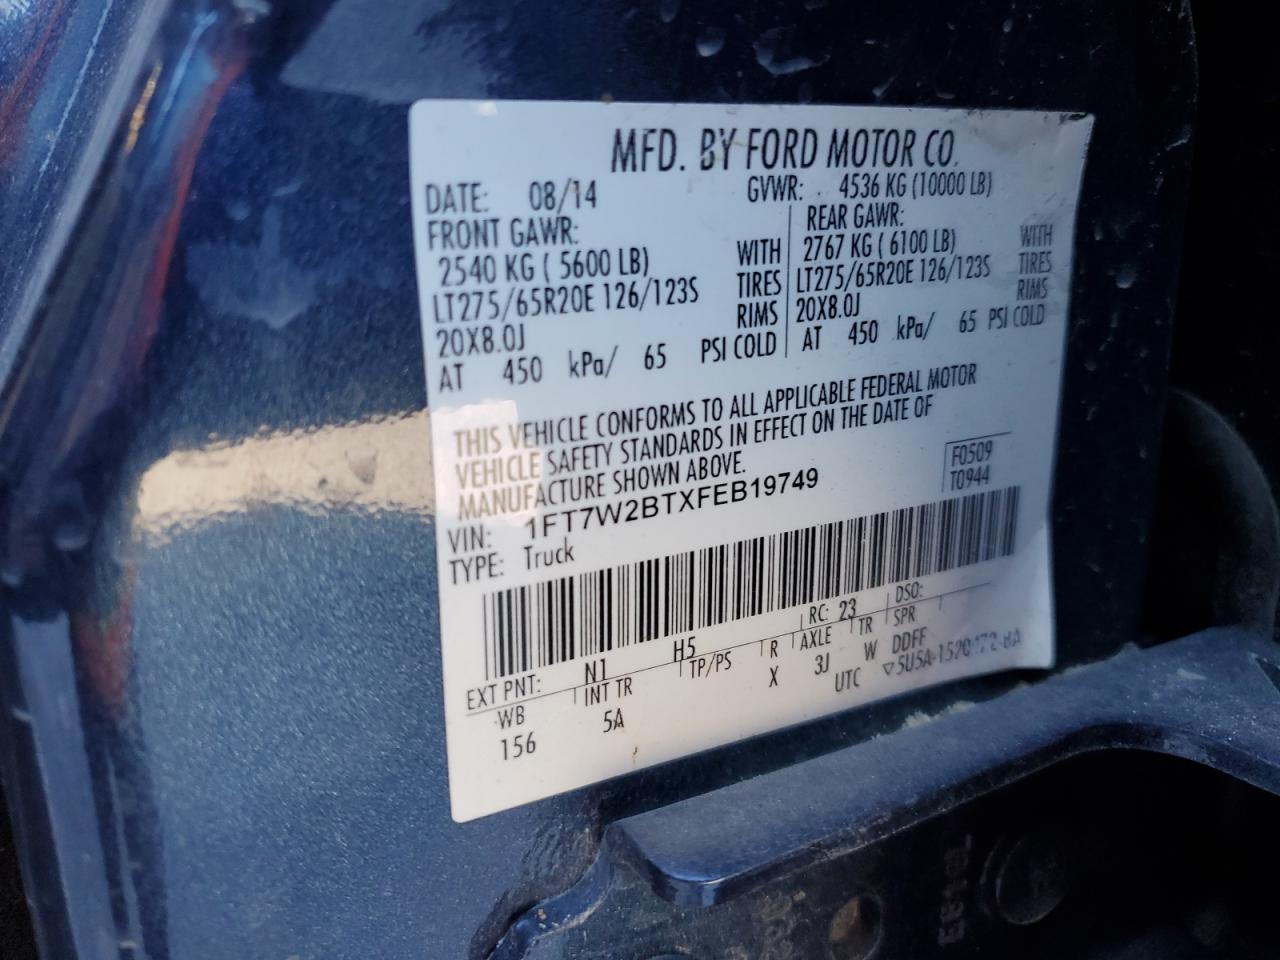 MFD. BY FORD MOTOR CO.
DATE: 08/14 GVWR: 4536 KG (10000 LB)
FRONT GAWR: REAR GAWR:
2540 KG ( 5600 LB) WITH 2767 KG ( 6100 LB) WITH
LT275/65R20E 126/123S TIRES LT275/65R20E 126/123S TIRES
20X8.0J RIMS 20X8.0J RIMS
AT 450 kPa/ 65 PSI COLD AT 450 kPa/ 65 PSI COLD
THIS VEHICLE CONFORMS TO ALL APPLICABLE FEDERAL MOTOR
VEHICLE SAFETY STANDARDS IN EFFECT ON THE DATE OF
MANUFACTURE SHOWN ABOVE.
F0509
T0944
VIN: 1FT7W2BTXFEB19749
TYPE: Truck
EXT PNT: N1 H5 RC: 23 DSO:
WB INT TR TP/PS R AXLE TR SPR
156 5A X 3J W DDFF
UTC